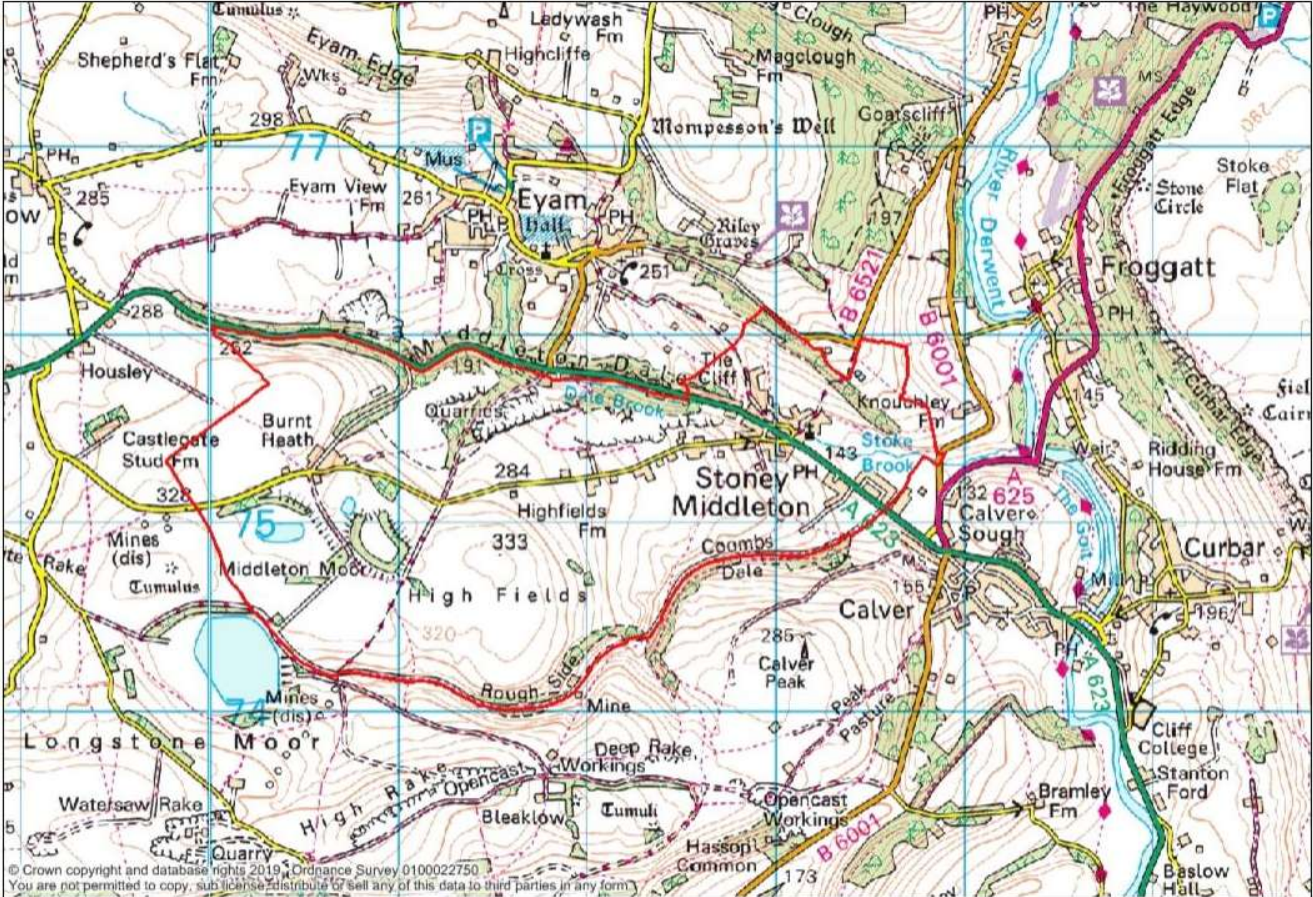 Tumulus
Ladywash
Fm
PH
Clough
The Haywood
P
Shepherd's Flat
Fm
Eyam Edge
Highcliffe
Magclough
Fm
MS
Wks
298
77
P
Mompesson's Well
Goatscliff
Froggatt Edge
290
PH
Mus
River Derwent
285
Eyam View
Fm
261
Eyam
Hall
PH
PH
197
Stone
Circle
Stoke
Flat
Riley
Graves
Cross
251
B 6521
Froggatt
288
Middleton Dale
B 6001
PH
262
Housley
191
The
Cliff
Dale Brook
Quarries
Knouchley
Fm
145
Curbar Edge
Burnt
Heath
Castlegate
Stud Fm
284
143
Stoke
Brook
Weir
Ridding
House Fm
Stoney
Middleton
PH
A 625
328
75
Highfields
Fm
132
Calver
Sough
The Goit
Mines
(dis)
Rake
333
A 623
Curbar
Tumulus
Middleton Moor
Coombs
Dale
MS
155
Mill
High Fields
Calver
196
320
285
Calver
Peak
PH
A 623
Rough Side
Mine
Mines
(dis)
74
Peak
Pasture
Cliff
College
Longstone Moor
Deep Rake
Workings
Stanton
Ford
High Rake
Opencast
Watersaw Rake
Bleaklow
Tumuli
Opencast
Workings
Bramley
Fm
Quarry
Hassop
Common
B 6001
173
Baslow
Hall
© Crown copyright and database rights 2019 Ordnance Survey 0100022750
You are not permitted to copy, sub license, distribute or sell any of this data to third parties in any form.